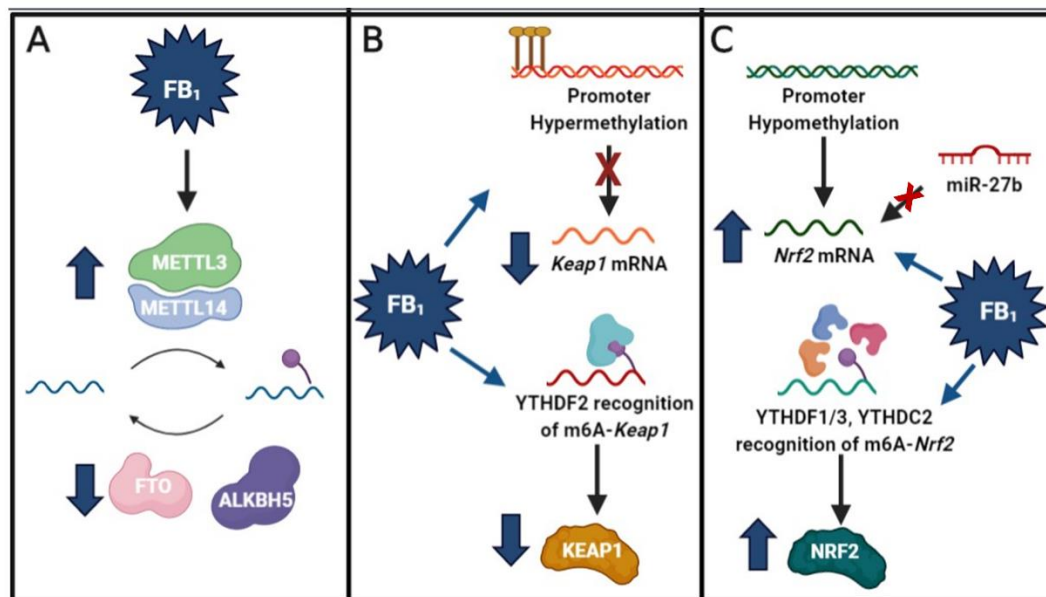 A
FB₁
METTL3
METTL14
FTO
ALKBH5
B
Promoter
Hypermethylation
X
Keap1 mRNA
FB₁
YTHDF2 recognition
of m6A-Keap1
KEAP1
C
Promoter
Hypomethylation
miR-27b
X
Nrf2 mRNA
FB₁
YTHDF1/3, YTHDC2
recognition of m6A-Nrf2
NRF2